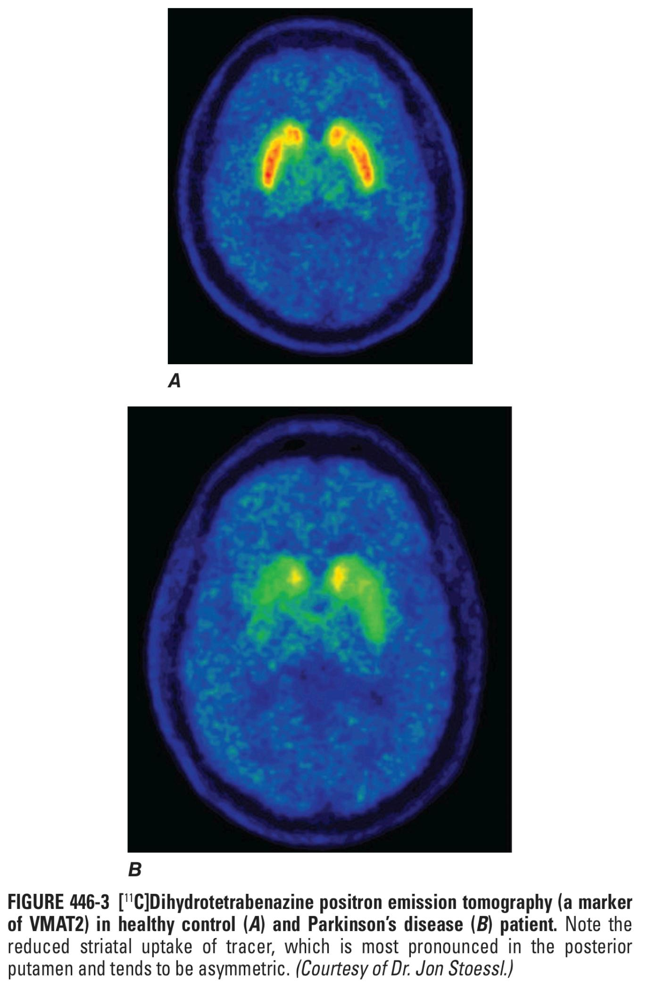 A
B
FIGURE 446-3 [¹¹C]Dihydrotetrabenazine positron emission tomography (a marker
of VMAT2) in healthy control (A) and Parkinson’s disease (B) patient. Note the
reduced striatal uptake of tracer, which is most pronounced in the posterior
putamen and tends to be asymmetric. (Courtesy of Dr. Jon Stoessl.)